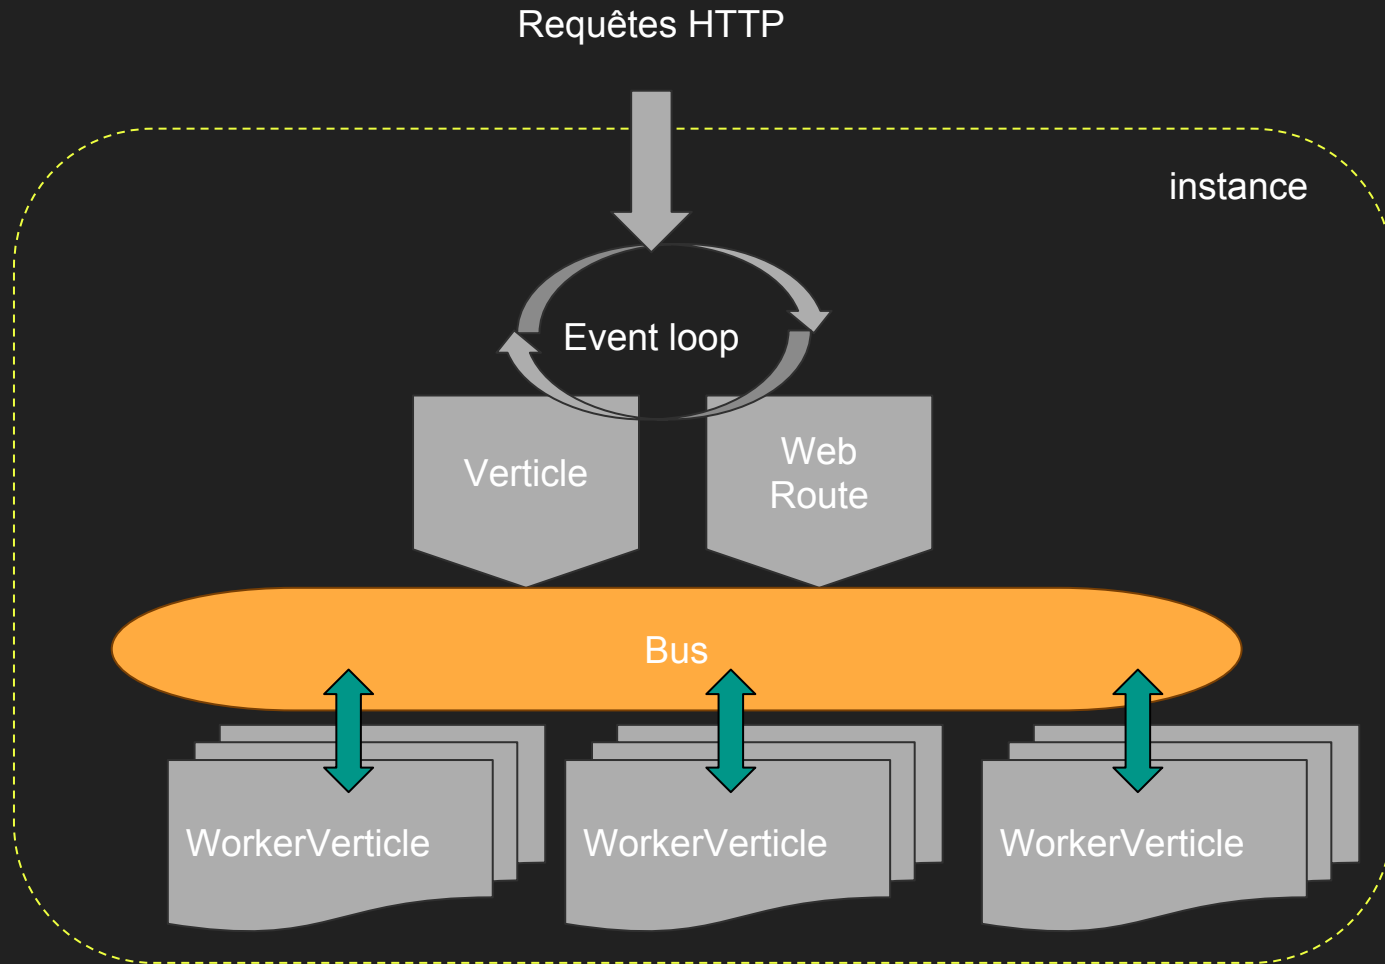 Requêtes HTTP
instance
Event loop
Verticle
Web
Route
Bus
WorkerVerticle
WorkerVerticle
WorkerVerticle